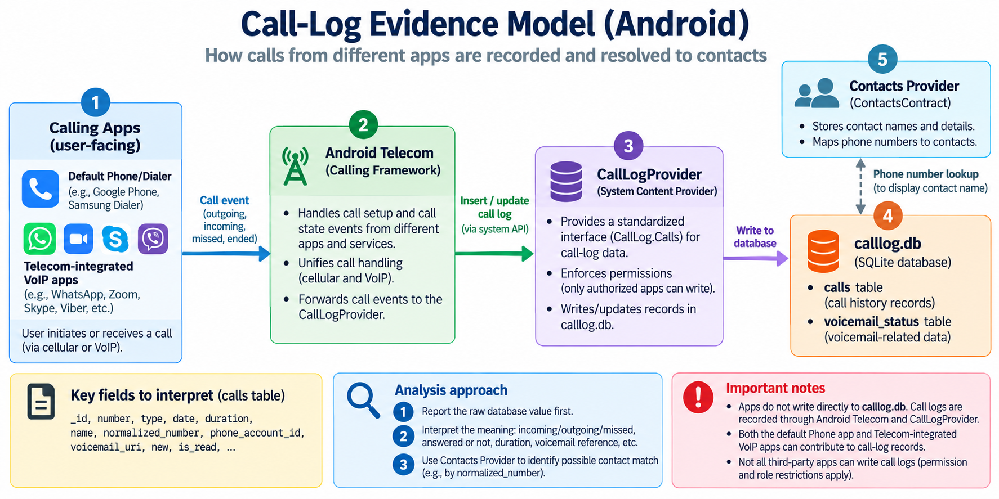 Call-Log Evidence Model (Android)
How calls from different apps are recorded and resolved to contacts
1
Calling Apps
(user-facing)
Default Phone/Dialer
(e.g., Google Phone,
Samsung Dialer)
Telecom-integrated
VoIP apps
(e.g., WhatsApp, Zoom,
Skype, Viber, etc.)
User initiates or receives a call
(via cellular or VoIP).
Call event
(outgoing,
incoming,
missed, ended)
2
Android Telecom
(Calling Framework)
• Handles call setup and call
state events from different
apps and services.
• Unifies call handling
(cellular and VoIP).
• Forwards call events to the
CallLogProvider.
Insert / update
call log
(via system API)
3
CallLogProvider
(System Content Provider)
• Provides a standardized
interface (CallLog.Calls) for
call-log data.
• Enforces permissions
(only authorized apps can write).
• Writes/updates records in
calllog.db.
Write to
database
5
Contacts Provider
(ContactsContract)
• Stores contact names and details.
• Maps phone numbers to contacts.
Phone number lookup
(to display contact name)
4
calllog.db
(SQLite database)
• calls table
(call history records)
• voicemail_status table
(voicemail-related data)
Key fields to interpret (calls table)
_id, number, type, date, duration,
name, normalized_number, phone_account_id,
voicemail_uri, new, is_read, ...
Analysis approach
1 Report the raw database value first.
2 Interpret the meaning: incoming/outgoing/missed,
answered or not, duration, voicemail reference, etc.
3 Use Contacts Provider to identify possible contact match
(e.g., by normalized_number).
Important notes
• Apps do not write directly to calllog.db. Call logs are
recorded through Android Telecom and CallLogProvider.
• Both the default Phone app and Telecom-integrated
VoIP apps can contribute to call-log records.
• Not all third-party apps can write call logs (permission
and role restrictions apply).